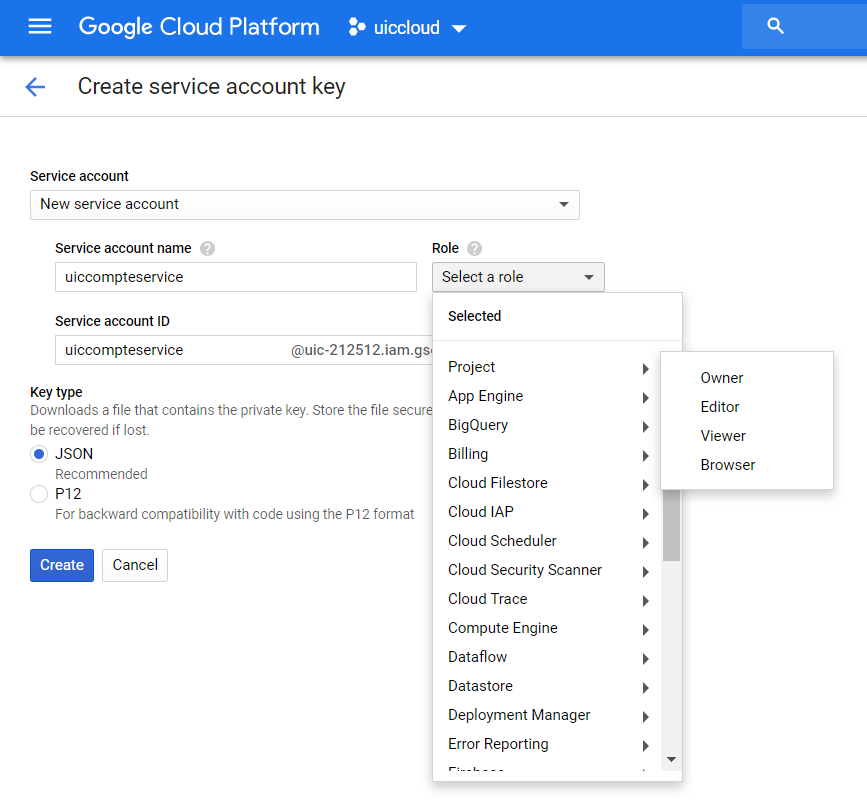 Google Cloud Platform
uiccloud
Create service account key
Service account
New service account
Service account name
Role
uiccompteservice
Select a role
Selected
Service account ID
uiccompteservice @uic-212512.iam.gs
Key type
Downloads a file that contains the private key. Store the file secure
be recovered if lost.
JSON
Recommended
P12
For backward compatibility with code using the P12 format
Create
Cancel
Project
App Engine
BigQuery
Billing
Cloud Filestore
Cloud IAP
Cloud Scheduler
Cloud Security Scanner
Cloud Trace
Compute Engine
Dataflow
Datastore
Deployment Manager
Error Reporting
Owner
Editor
Viewer
Browser